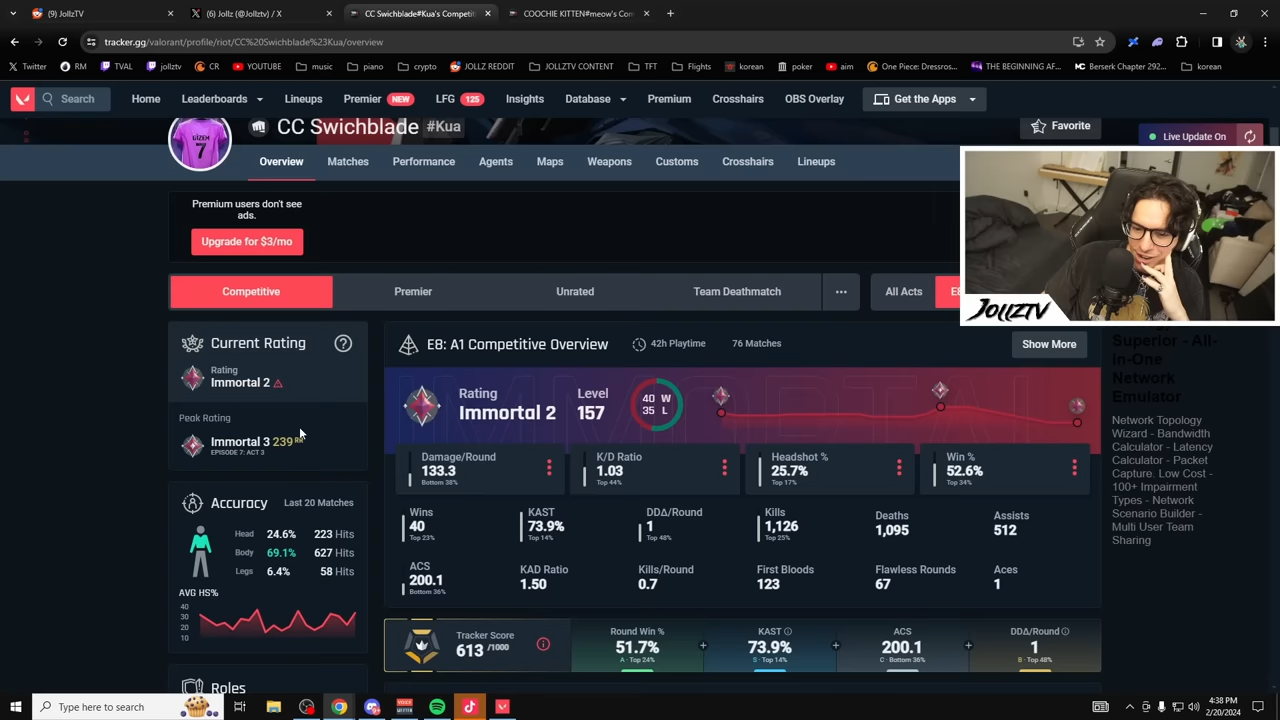 (9) JollzTV
(6) Jollz (@Jollztv) / X
CC Swichblade#Kua's Competiti
COOCHIE KITTEN#meow's Com
tracker.gg/valorant/profile/riot/CC%20Swichblade%23Kua/overview
Twitter
RM
TVAL
jollztv
CR
YOUTUBE
music
piano
crypto
JOLLZ REDDIT
JOLLZTV CONTENT
TFT
Flights
korean
poker
aim
One Piece: Dressros...
THE BEGINNING AF...
Berserk Chapter 292...
korean
Search
Home
Leaderboards
Lineups
Premier NEW
LFG 125
Insights
Database
Premium
Crosshairs
OBS Overlay
Get the Apps
GIZEM
7
CC Swichblade #Kua
Favorite
Live Update On
Overview
Matches
Performance
Agents
Maps
Weapons
Customs
Crosshairs
Lineups
Premium users don't see
ads.
Upgrade for $3/mo
Competitive
Premier
Unrated
Team Deathmatch
All Acts
JOLLZTV
Current Rating
Rating
Immortal 2
Peak Rating
Immortal 3 239 RR
EPISODE 7: ACT 3
E8: A1 Competitive Overview
42h Playtime
76 Matches
Show More
IMMORTAL
Rating
Immortal 2
Level
157
40 W
35 L
Damage/Round
133.3
Bottom 38%
K/D Ratio
1.03
Top 44%
Headshot %
25.7%
Top 17%
Win %
52.6%
Top 34%
Wins
40
Top 23%
KAST
73.9%
Top 14%
DDΔ/Round
1
Top 48%
Kills
1,126
Top 25%
Deaths
1,095
Assists
512
ACS
200.1
Bottom 36%
KAD Ratio
1.50
Kills/Round
0.7
First Bloods
123
Flawless Rounds
67
Aces
1
Accuracy
Last 20 Matches
Head 24.6% 223 Hits
Body 69.1% 627 Hits
Legs 6.4% 58 Hits
AVG HS%
40
30
20
10
Tracker Score
613 /1000
Round Win %
51.7%
A · Top 24%
KAST
73.9%
S · Top 14%
ACS
200.1
C · Bottom 36%
DDΔ/Round
1
B · Top 48%
Roles
Superior - All-
in-One
Network
Emulator
Network Topology
Wizard - Bandwidth
Calculator - Latency
Calculator - Packet
Capture. Low Cost -
100+ Impairment
Types - Network
Scenario Builder -
Multi User Team
Sharing
Type here to search
4:38 PM
2/20/2024